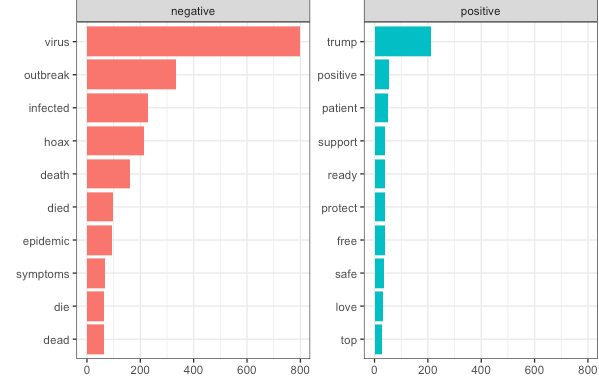 negative
virus
outbreak
infected
hoax
death
died
epidemic
symptoms
die
dead
0 200 400 600 800
positive
trump
positive
patient
support
ready
protect
free
safe
love
top
0 200 400 600 800